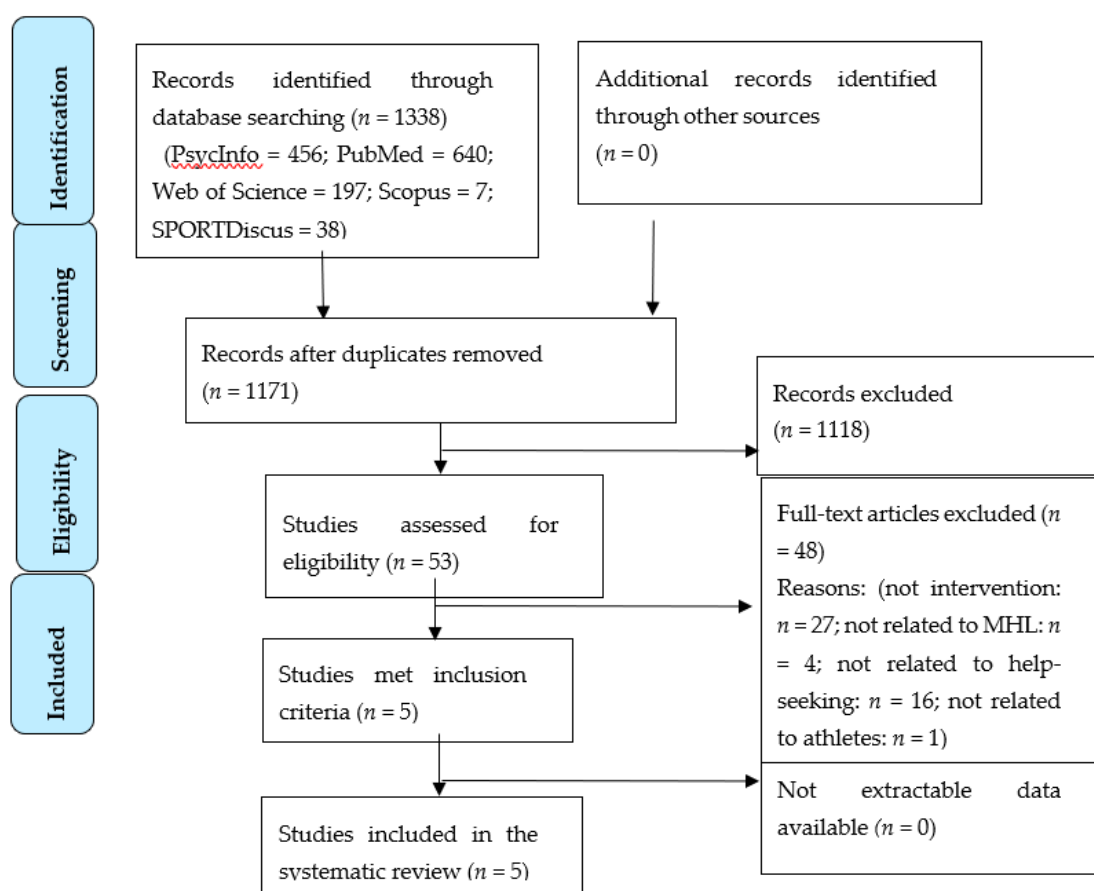 Identification
Records identified through
database searching (n = 1338)
(PsycInfo = 456; PubMed = 640;
Web of Science = 197; Scopus = 7;
SPORTDiscus = 38)
Additional records identified
through other sources
(n = 0)
Screening
Records after duplicates removed
(n = 1171)
Records excluded
(n = 1118)
Eligibility
Studies assessed for
eligibility (n = 53)
Full-text articles excluded (n
= 48)
Reasons: (not intervention:
n = 27; not related to MHL: n
= 4; not related to help-
seeking: n = 16; not related
to athletes: n = 1)
Included
Studies met inclusion
criteria (n = 5)
Not extractable data
available (n = 0)
Studies included in the
systematic review (n = 5)